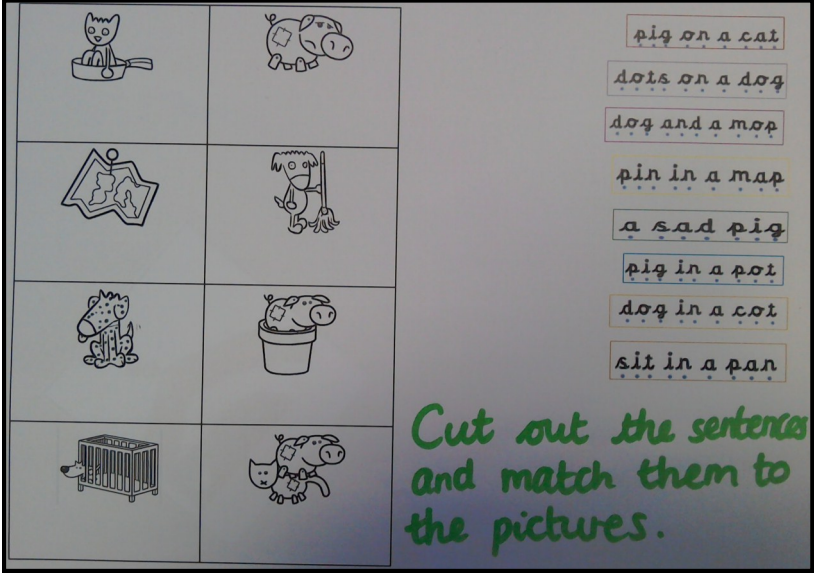 pig on a cat
dots on a dog
dog and a mop
pin in a map
a sad pig
pig in a pot
dog in a cot
sit in a pan
Cut out the sentences
and match them to
the pictures.